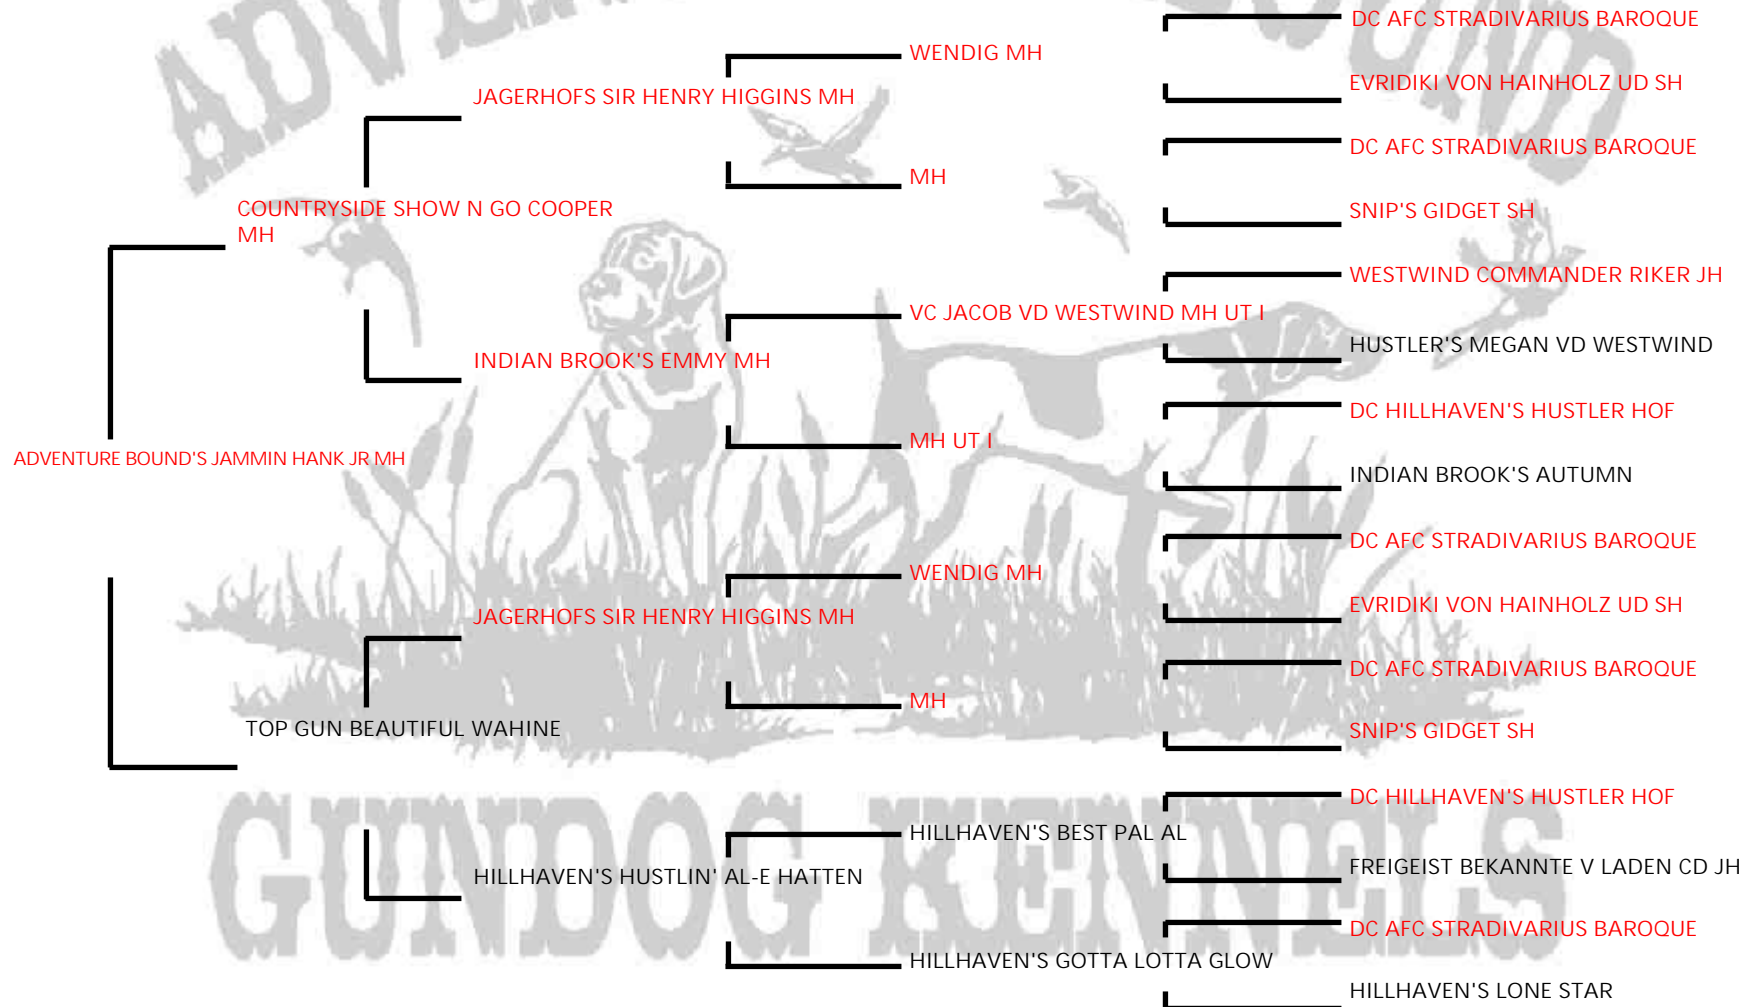 ADVENTURE BOUND
DC AFC STRADIVARIUS BAROQUE
WENDIG MH
EVRIDIKI VON HAINHOLZ UD SH
JAGERHOFS SIR HENRY HIGGINS MH
DC AFC STRADIVARIUS BAROQUE
MH
SNIP'S GIDGET SH
COUNTRYSIDE SHOW N GO COOPER
MH
WESTWIND COMMANDER RIKER JH
VC JACOB VD WESTWIND MH UT I
HUSTLER'S MEGAN VD WESTWIND
INDIAN BROOK'S EMMY MH
DC HILLHAVEN'S HUSTLER HOF
MH UT I
INDIAN BROOK'S AUTUMN
ADVENTURE BOUND'S JAMMIN HANK JR MH
DC AFC STRADIVARIUS BAROQUE
WENDIG MH
EVRIDIKI VON HAINHOLZ UD SH
JAGERHOFS SIR HENRY HIGGINS MH
DC AFC STRADIVARIUS BAROQUE
MH
SNIP'S GIDGET SH
TOP GUN BEAUTIFUL WAHINE
DC HILLHAVEN'S HUSTLER HOF
HILLHAVEN'S BEST PAL AL
FREIGEIST BEKANNTE V LADEN CD JH
HILLHAVEN'S HUSTLIN' AL-E HATTEN
DC AFC STRADIVARIUS BAROQUE
HILLHAVEN'S GOTTA LOTTA GLOW
HILLHAVEN'S LONE STAR
GUNDOG KENNELS